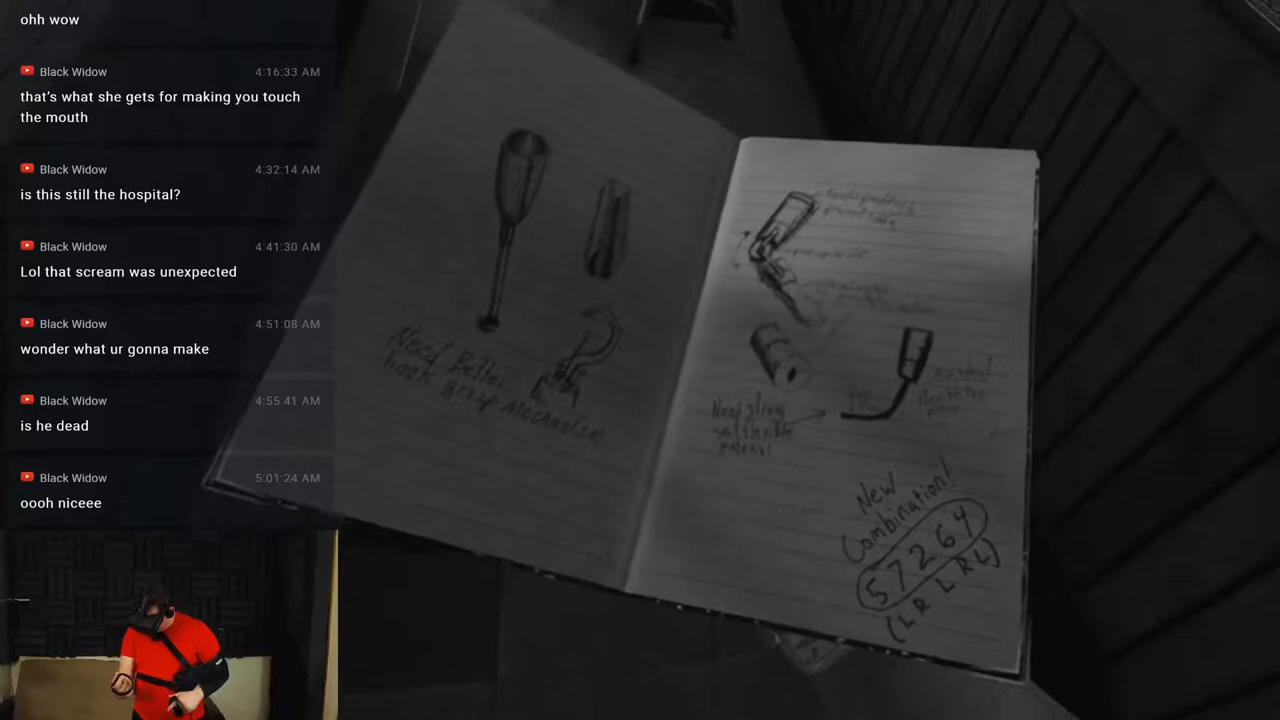 ohh wow
Black Widow 4:16:33 AM
that's what she gets for making you touch
the mouth
Black Widow 4:32:14 AM
is this still the hospital?
Black Widow 4:41:30 AM
Lol that scream was unexpected
Black Widow 4:51:08 AM
wonder what ur gonna make
Black Widow 4:55:41 AM
is he dead
Black Widow 5:01:24 AM
oooh niceee
Need Better
hook grip Mechanism
New
Combination!
57264
(LR L RL)